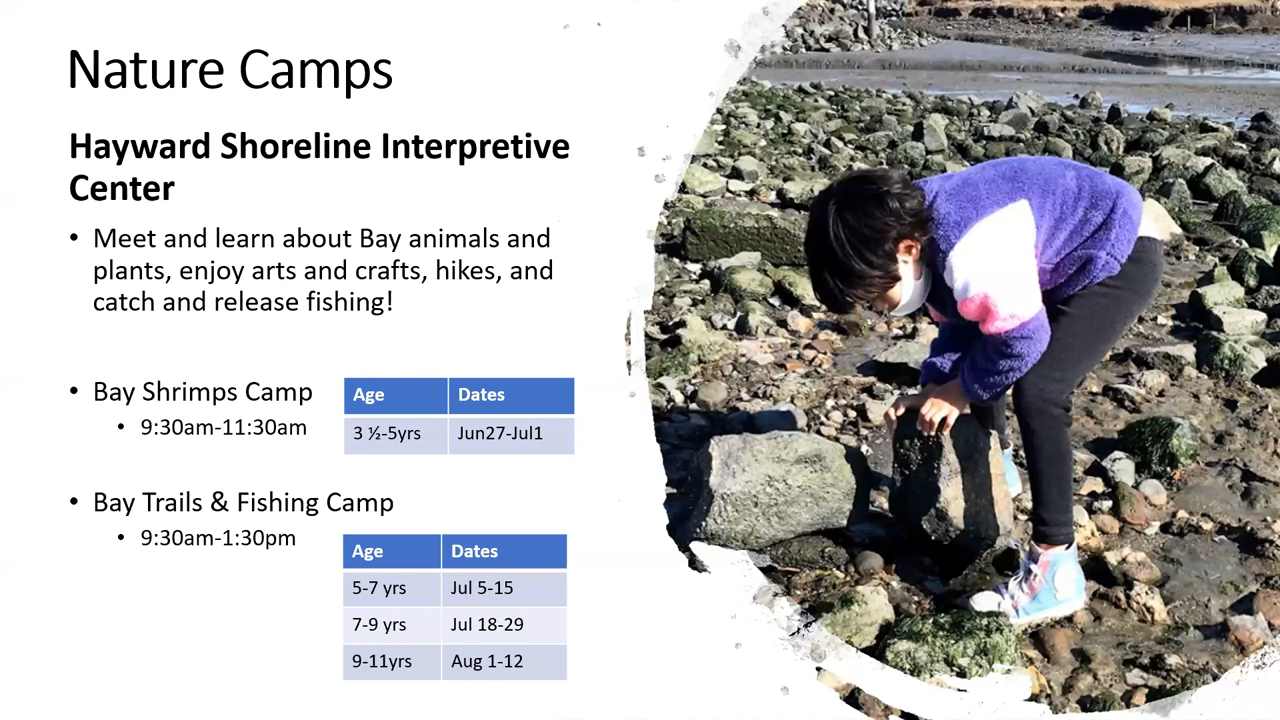 Nature Camps
Hayward Shoreline Interpretive
Center
• Meet and learn about Bay animals and
plants, enjoy arts and crafts, hikes, and
catch and release fishing!
• Bay Shrimps Camp
• 9:30am-11:30am
Age Dates
3 ½-5yrs Jun27-Jul1
• Bay Trails & Fishing Camp
• 9:30am-1:30pm
Age Dates
5-7 yrs Jul 5-15
7-9 yrs Jul 18-29
9-11yrs Aug 1-12